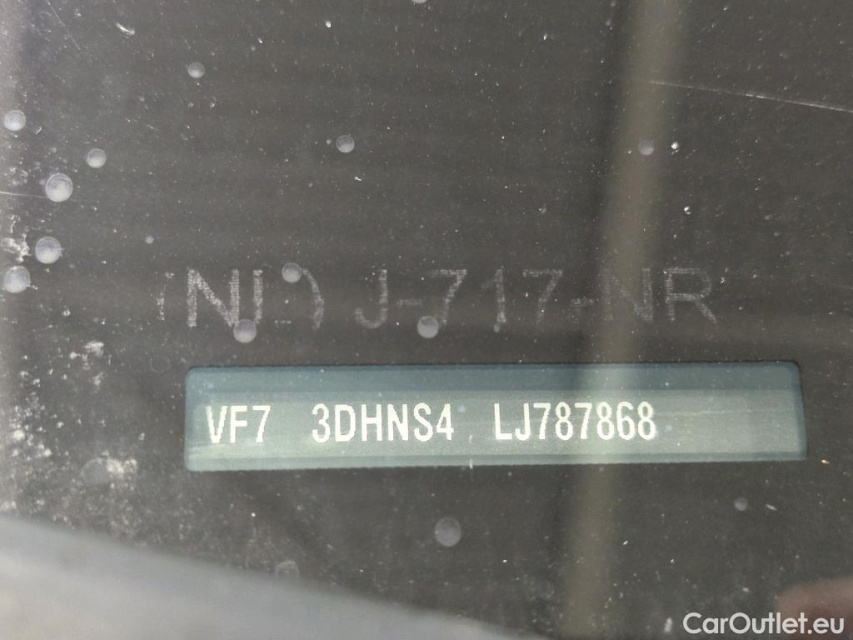 (NL) J-717-NR
VF7 3DHNS4 LJ787868
CarOutlet.eu